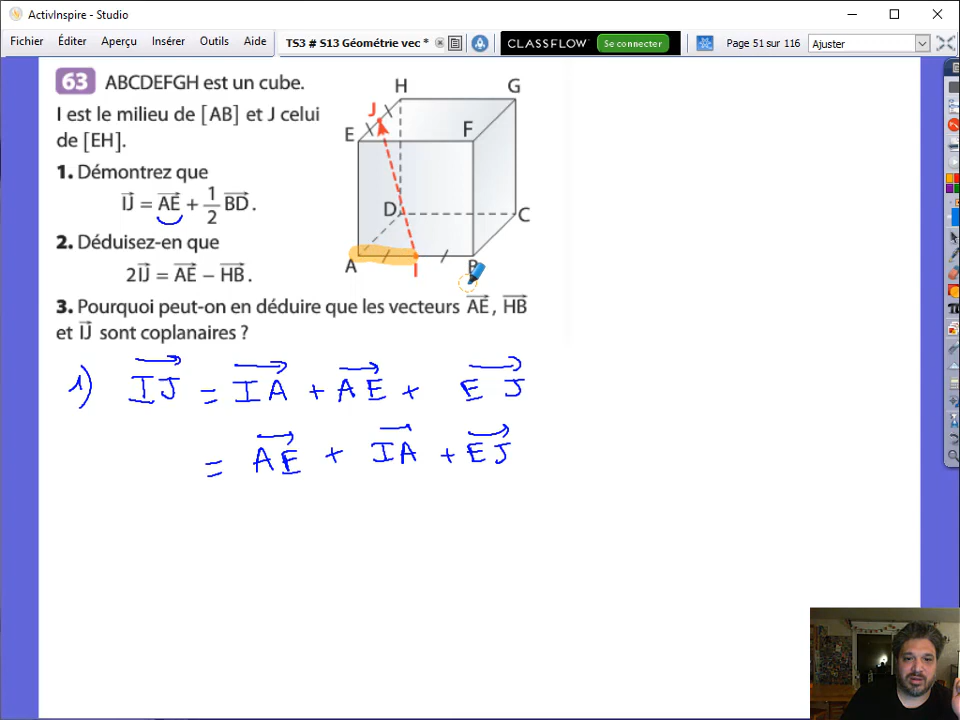 ActivInspire - Studio
Fichier Éditer Aperçu Insérer Outils Aide TS3 # S13 Géométrie vec * CLASSFLOW Se connecter Page 51 sur 116 Ajuster
63 ABCDEFGH est un cube.
I est le milieu de [AB] et J celui
de [EH].
1. Démontrez que
IJ = AE + 1/2 BD.
2. Déduisez-en que
2IJ = AE – HB.
3. Pourquoi peut-on en déduire que les vecteurs AE, HB
et IJ sont coplanaires ?
H G
J
E F
D C
A I B
1) IJ = IA + AE + EJ
= AE + IA + EJ